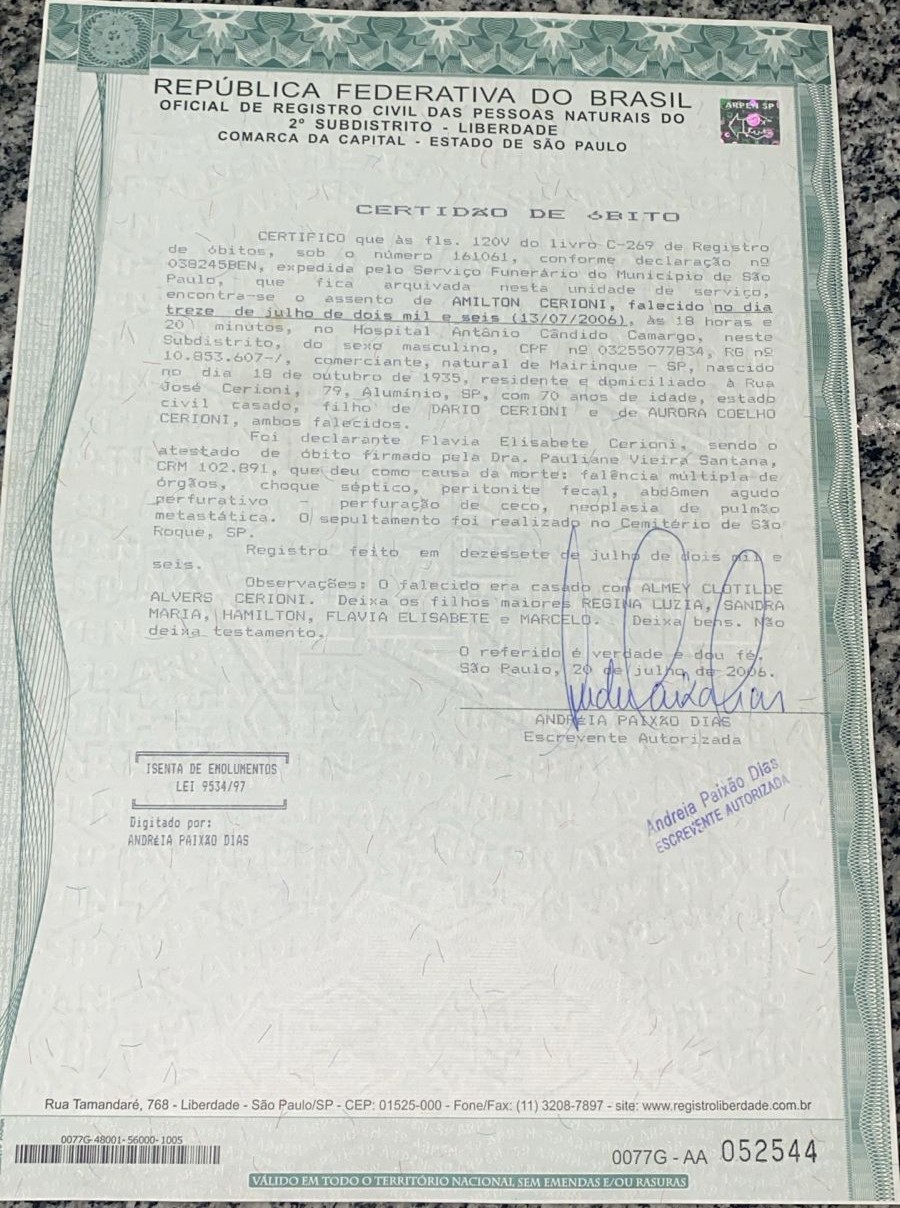 REPÚBLICA FEDERATIVA DO BRASIL
OFICIAL DE REGISTRO CIVIL DAS PESSOAS NATURAIS DO
2º SUBDISTRITO - LIBERDADE
COMARCA DA CAPITAL - ESTADO DE SÃO PAULO
ARPEN SP
CERTIDÃO DE ÓBITO
CERTIFICO que às fls. 120V do livro C-269 de Registro
de óbitos, sob o número 161061, conforme declaração nº
038245BEN, expedida pelo Serviço Funerário do Município de São
Paulo, que fica arquivada nesta unidade de serviço,
encontra-se o assento de AMILTON CERIONI, falecido no dia
treze de julho de dois mil e seis (13/07/2006), às 18 horas e
20 minutos, no Hospital Antônio Cândido Camargo, neste
Subdistrito, do sexo masculino, CPF nº 03255077834, RG nº
10.853.607-/, comerciante, natural de Mairinque - SP, nascido
no dia 18 de outubro de 1935, residente e domiciliado à Rua
José Cerioni, 79, Alumínio, SP, com 70 anos de idade, estado
civil casado, filho de DARIO CERIONI e de AURORA COELHO
CERIONI, ambos falecidos.
Foi declarante Flavia Elisabete Cerioni, sendo o
atestado de óbito firmado pela Dra. Pauliane Vieira Santana,
CRM 102.891, que deu como causa da morte: falência múltipla de
órgãos, choque séptico, peritonite fecal, abdômen agudo
perfurativo - perfuração de ceco, neoplasia de pulmão
metastática. O sepultamento foi realizado no Cemitério de São
Roque, SP.
Registro feito em dezessete de julho de dois mil e
seis.
Observações: O falecido era casado com ALMEY CLOTILDE
ALVERS CERIONI. Deixa os filhos maiores REGINA LUZIA, SANDRA
MARIA, HAMILTON, FLAVIA ELISABETE e MARCELO. Deixa bens. Não
deixa testamento.
O referido é verdade e dou fé.
São Paulo, 20 de julho de 2006.
ANDRÉIA PAIXÃO DIAS
Escrevente Autorizada
ISENTA DE EMOLUMENTOS
LEI 9534/97
Andreia Paixão Dias
ESCREVENTE AUTORIZADA
Digitado por:
ANDRÉIA PAIXÃO DIAS
Rua Tamandaré, 768 - Liberdade - São Paulo/SP - CEP: 01525-000 - Fone/Fax: (11) 3208-7897 - site: www.registroliberdade.com.br
0077G-48001-56000-1005
0077G - AA 052544
VÁLIDO EM TODO O TERRITÓRIO NACIONAL SEM EMENDAS E/OU RASURAS